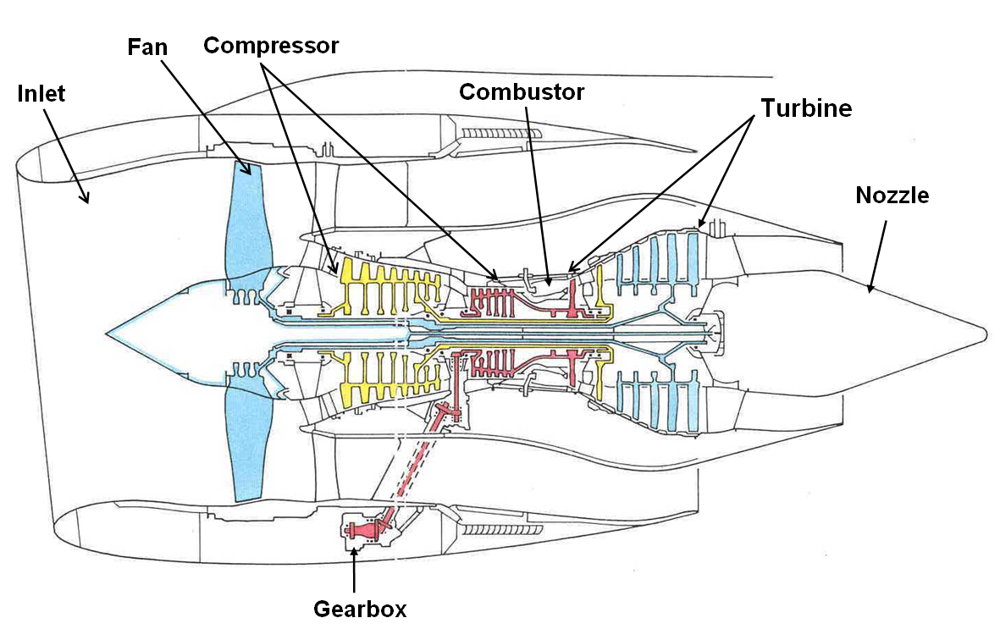 Fan
Compressor
Inlet
Combustor
Turbine
Nozzle
Gearbox